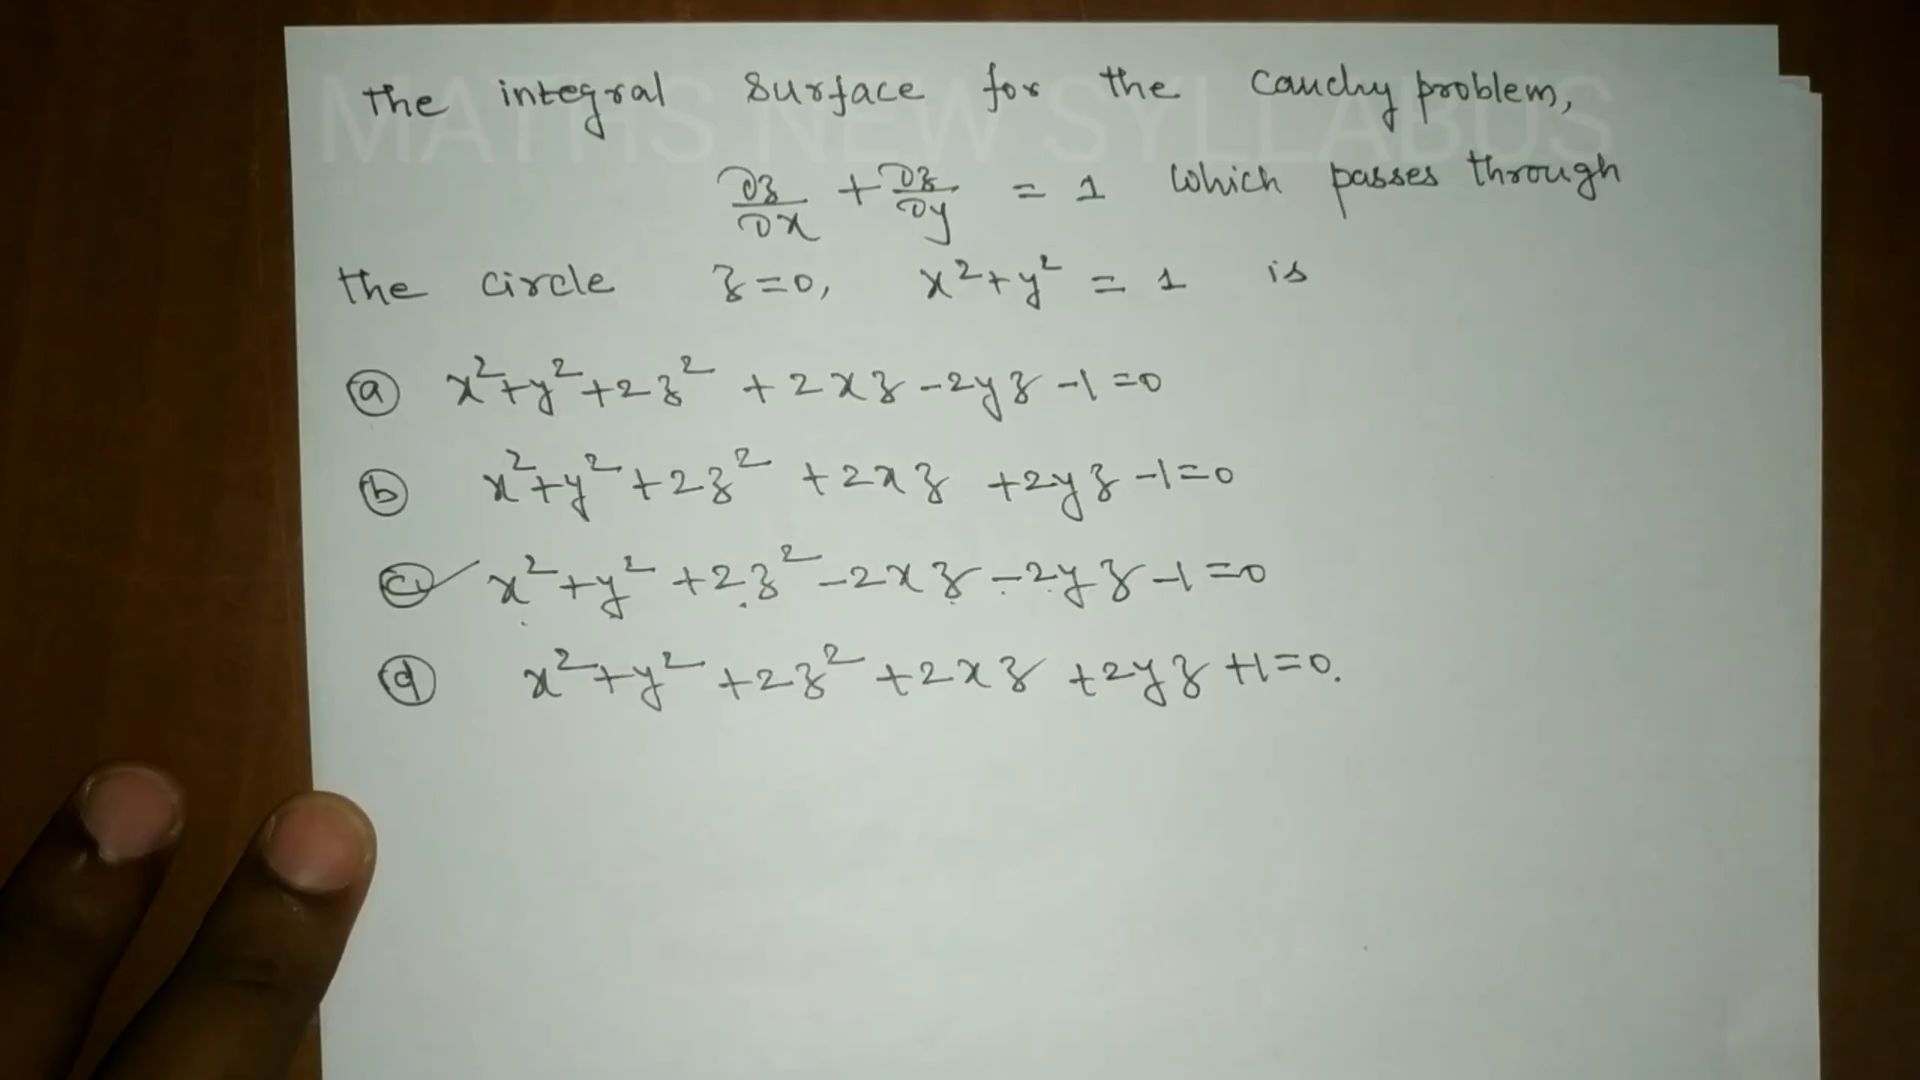 MATHS NEW SYLLABUS
The integral surface for the Cauchy problem,
∂z/∂x + ∂z/∂y = 1 which passes through
the circle z=0, x²+y² = 1 is
ⓐ x²+y²+2z² +2xz -2yz -1=0
ⓑ x²+y²+2z² +2xz +2yz -1=0
ⓒ x²+y² +2z² -2xz -2yz -1=0
ⓓ x²+y² +2z² +2xz +2yz +1=0.